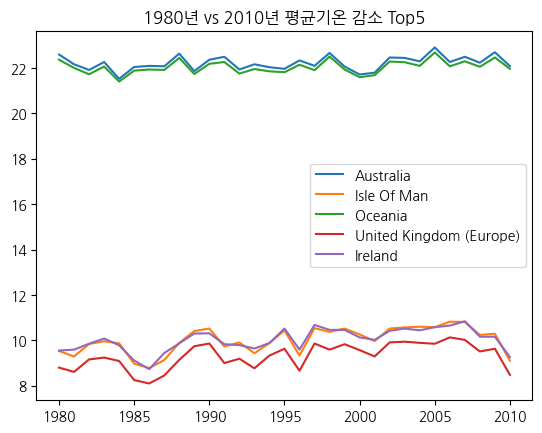 1980년 vs 2010년 평균기온 감소 Top5
22
20
18
16
14
12
10
8
Australia
Isle Of Man
Oceania
United Kingdom (Europe)
Ireland
1980 1985 1990 1995 2000 2005 2010